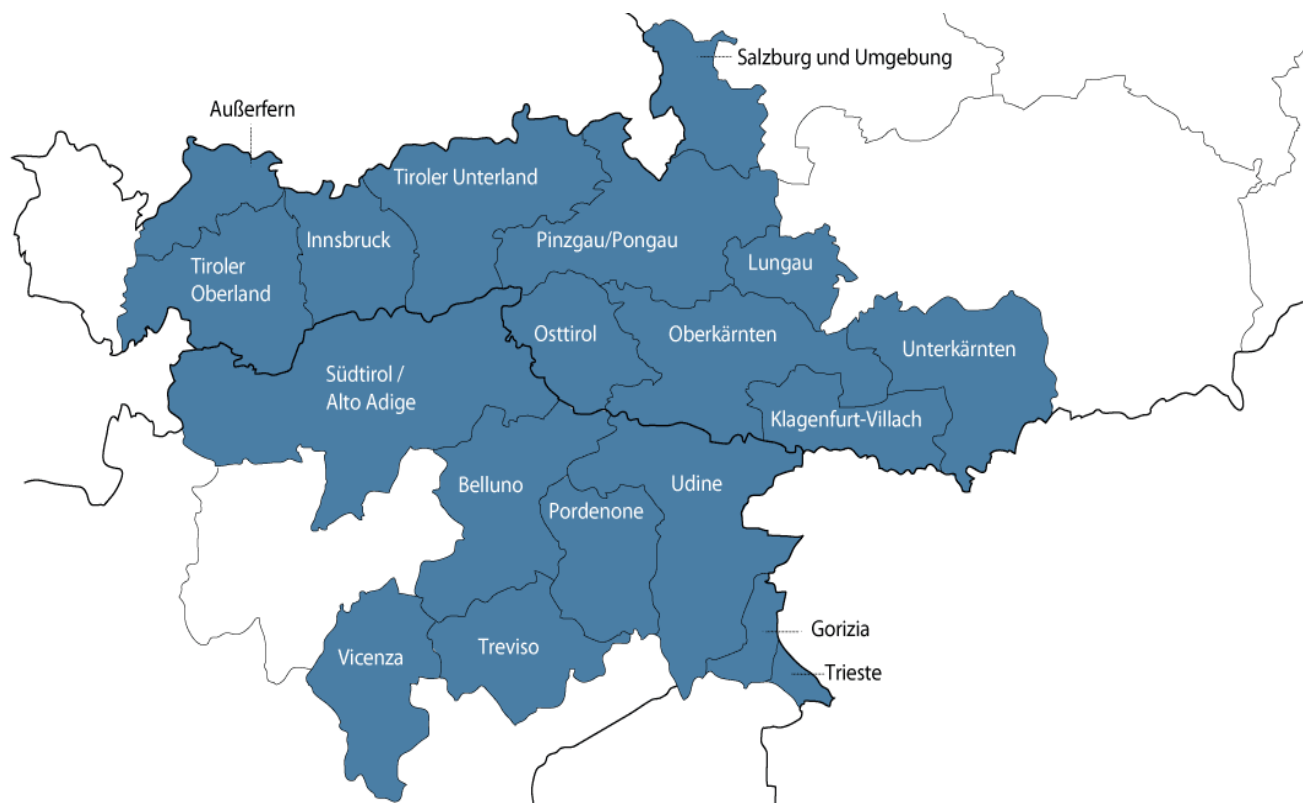 Salzburg und Umgebung
Außerfern
Tiroler Unterland
Innsbruck
Pinzgau/Pongau
Tiroler
Oberland
Lungau
Osttirol
Oberkärnten
Unterkärnten
Südtirol /
Alto Adige
Klagenfurt-Villach
Belluno
Udine
Pordenone
Gorizia
Treviso
Vicenza
Trieste